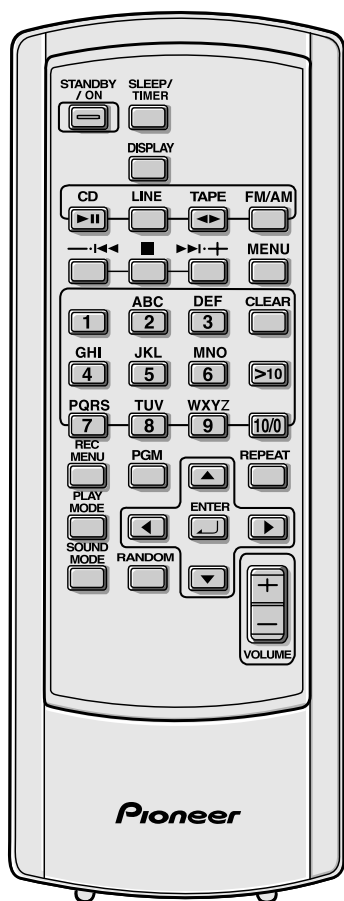 STANDBY / ON
SLEEP/ TIMER
DISPLAY
CD LINE TAPE FM/AM
MENU
ABC DEF CLEAR
1 2 3
GHI JKL MNO
4 5 6 >10
PQRS TUV WXYZ
7 8 9 10/0
REC MENU
PGM
REPEAT
PLAY MODE
ENTER
SOUND MODE
RANDOM
+
–
VOLUME
Pioneer